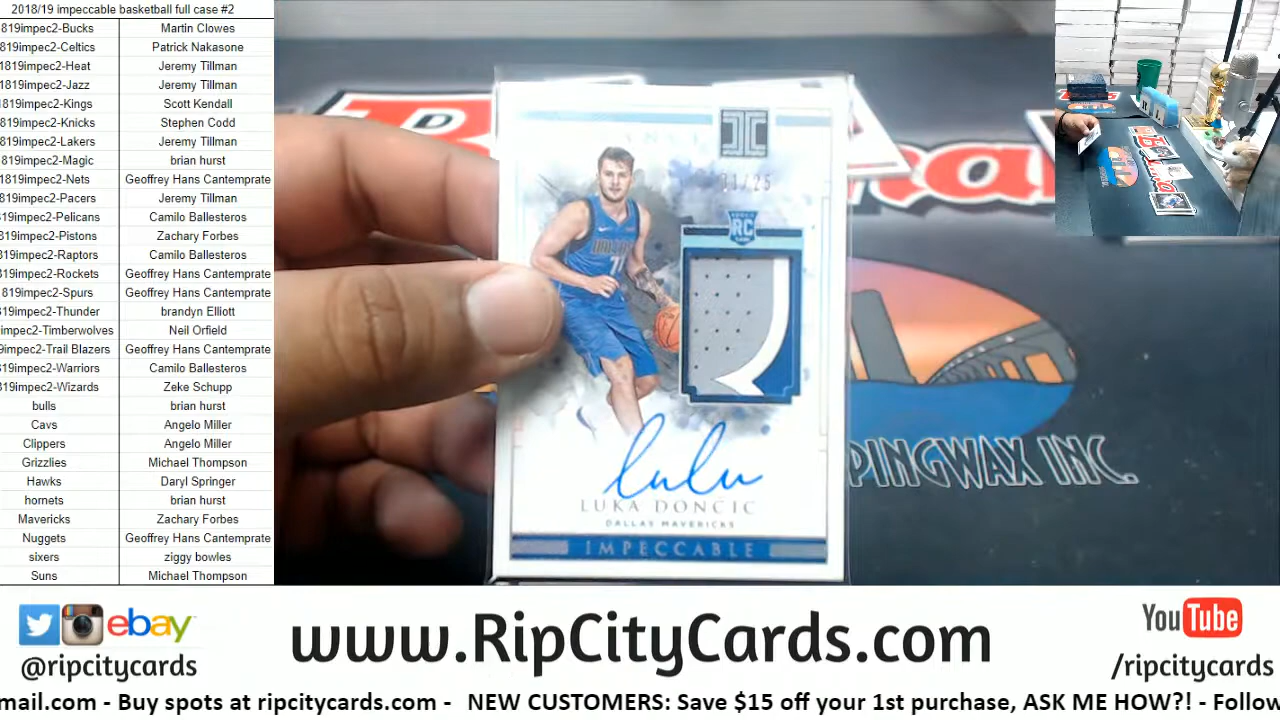 2018/19 impeccable basketball full case #2
819impec2-Bucks Martin Clowes
819impec2-Celtics Patrick Nakasone
1819impec2-Heat Jeremy Tillman
1819impec2-Jazz Jeremy Tillman
1819impec2-Kings Scott Kendall
819impec2-Knicks Stephen Codd
819impec2-Lakers Jeremy Tillman
819impec2-Magic brian hurst
1819impec2-Nets Geoffrey Hans Cantemprate
819impec2-Pacers Jeremy Tillman
819impec2-Pelicans Camilo Ballesteros
819impec2-Pistons Zachary Forbes
819impec2-Raptors Camilo Ballesteros
819impec2-Rockets Geoffrey Hans Cantemprate
819impec2-Spurs Geoffrey Hans Cantemprate
819impec2-Thunder brandyn Elliott
impec2-Timberwolves Neil Orfield
9impec2-Trail Blazers Geoffrey Hans Cantemprate
819impec2-Warriors Camilo Ballesteros
819impec2-Wizards Zeke Schupp
bulls brian hurst
Cavs Angelo Miller
Clippers Angelo Miller
Grizzlies Michael Thompson
Hawks Daryl Springer
hornets brian hurst
Mavericks Zachary Forbes
Nuggets Geoffrey Hans Cantemprate
sixers ziggy bowles
Suns Michael Thompson
RC
LUKA DONCIC
DALLAS MAVERICKS
IMPECCABLE
PINGWAX INC.
ebay
@ripcitycards
www.RipCityCards.com
YouTube
/ripcitycards
mail.com - Buy spots at ripcitycards.com - NEW CUSTOMERS: Save $15 off your 1st purchase, ASK ME HOW?! - Follow